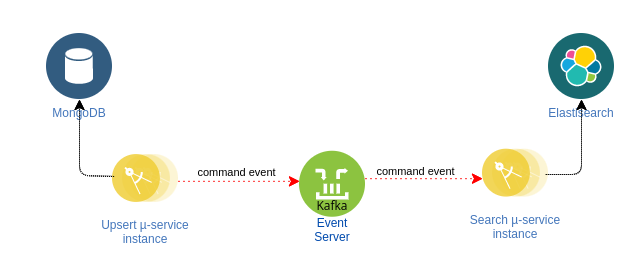 MongoDB
Elastisearch
command event
command event
Kafka
Event
Server
Upsert µ-service
instance
Search µ-service
instance